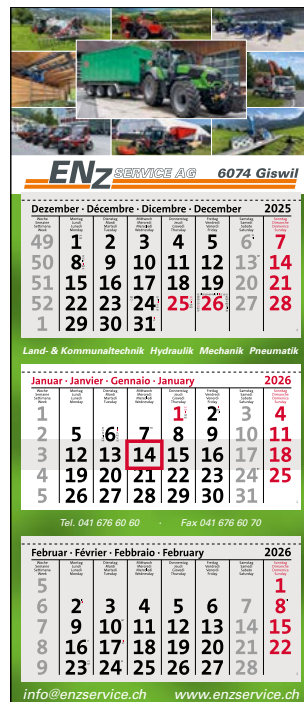 ENZ SERVICE AG 6074 Giswil
Dezember · Décembre · Dicembre · December 2025
49 1 2 3 4 5 6 7
50 8 9 10 11 12 13 14
51 15 16 17 18 19 20 21
52 22 23 24 25 26 27 28
1 29 30 31
Land- & Kommunaltechnik Hydraulik Mechanik Pneumatik
Januar · Janvier · Gennaio · January 2026
1 1 2 3 4
2 5 6 7 8 9 10 11
3 12 13 14 15 16 17 18
4 19 20 21 22 23 24 25
5 26 27 28 29 30 31
Tel. 041 676 60 60 · Fax 041 676 60 70
Februar · Février · Febbraio · February 2026
5 1
6 2 3 4 5 6 7 8
7 9 10 11 12 13 14 15
8 16 17 18 19 20 21 22
9 23 24 25 26 27 28
info@enzservice.ch www.enzservice.ch